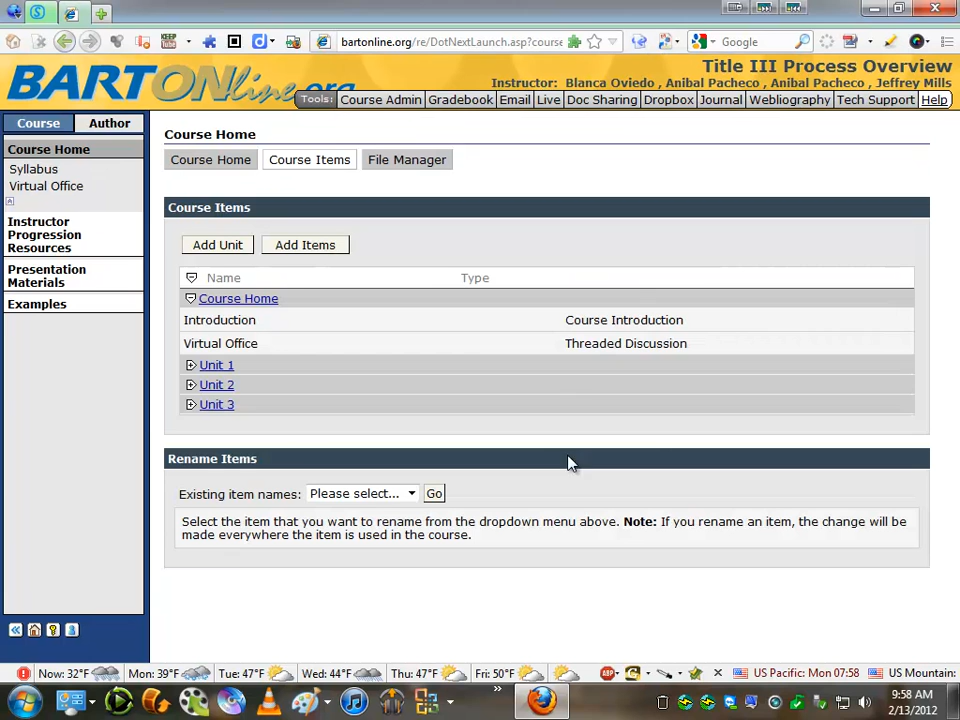 KEEP Tube
bartonline.org/re/DotNextLaunch.asp?course
Google
BARTONline.org
Title III Process Overview
Instructor: Blanca Oviedo , Anibal Pacheco , Anibal Pacheco , Jeffrey Mills
Tools: Course Admin Gradebook Email Live Doc Sharing Dropbox Journal Webliography Tech Support Help
Course Author
Course Home
Syllabus
Virtual Office
A
Instructor
Progression
Resources
Presentation
Materials
Examples
Course Home
Course Home Course Items File Manager
Course Items
Add Unit Add Items
Name Type
Course Home
Introduction Course Introduction
Virtual Office Threaded Discussion
Unit 1
Unit 2
Unit 3
Rename Items
Existing item names: Please select... Go
Select the item that you want to rename from the dropdown menu above. Note: If you rename an item, the change will be
made everywhere the item is used in the course.
Now: 32°F Mon: 39°F Tue: 47°F Wed: 44°F Thu: 47°F Fri: 50°F ABP US Pacific: Mon 07:58 US Mountain:
9:58 AM
2/13/2012